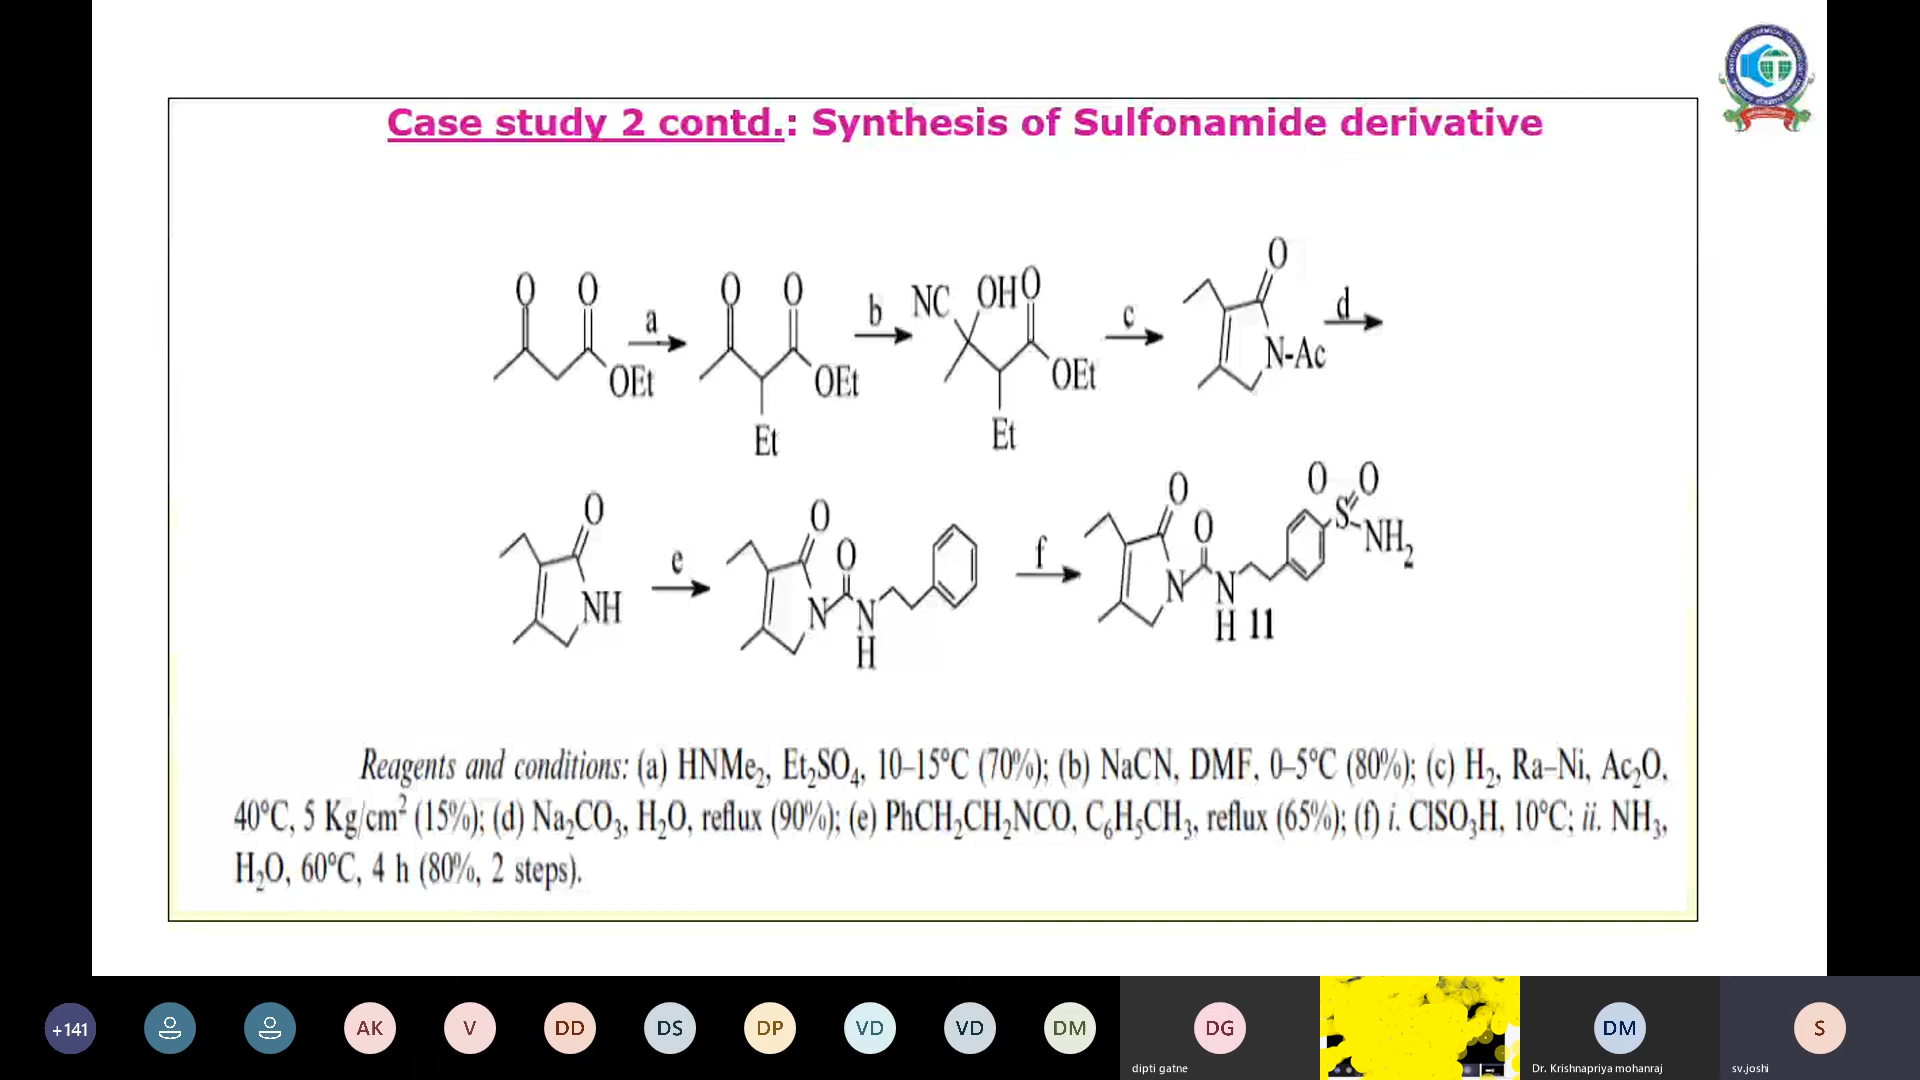 Case study 2 contd.: Synthesis of Sulfonamide derivative
O O OEt
a
O O OEt Et
b
NC OH O OEt Et
c
O N-Ac
d
O NH
e
O O N N H
f
O O N N H 11 O O S NH₂
Reagents and conditions: (a) HNMe₂, Et₂SO₄, 10–15°C (70%); (b) NaCN, DMF, 0–5°C (80%); (c) H₂, Ra–Ni, Ac₂O,
40°C, 5 Kg/cm² (15%); (d) Na₂CO₃, H₂O, reflux (90%); (e) PhCH₂CH₂NCO, C₆H₅CH₃, reflux (65%); (f) i. ClSO₃H, 10°C; ii. NH₃,
H₂O, 60°C, 4 h (80%, 2 steps).
+141 AK V DD DS DP VD VD DM DG DM S
dipti gatne Dr. Krishnapriya mohanraj sv.joshi